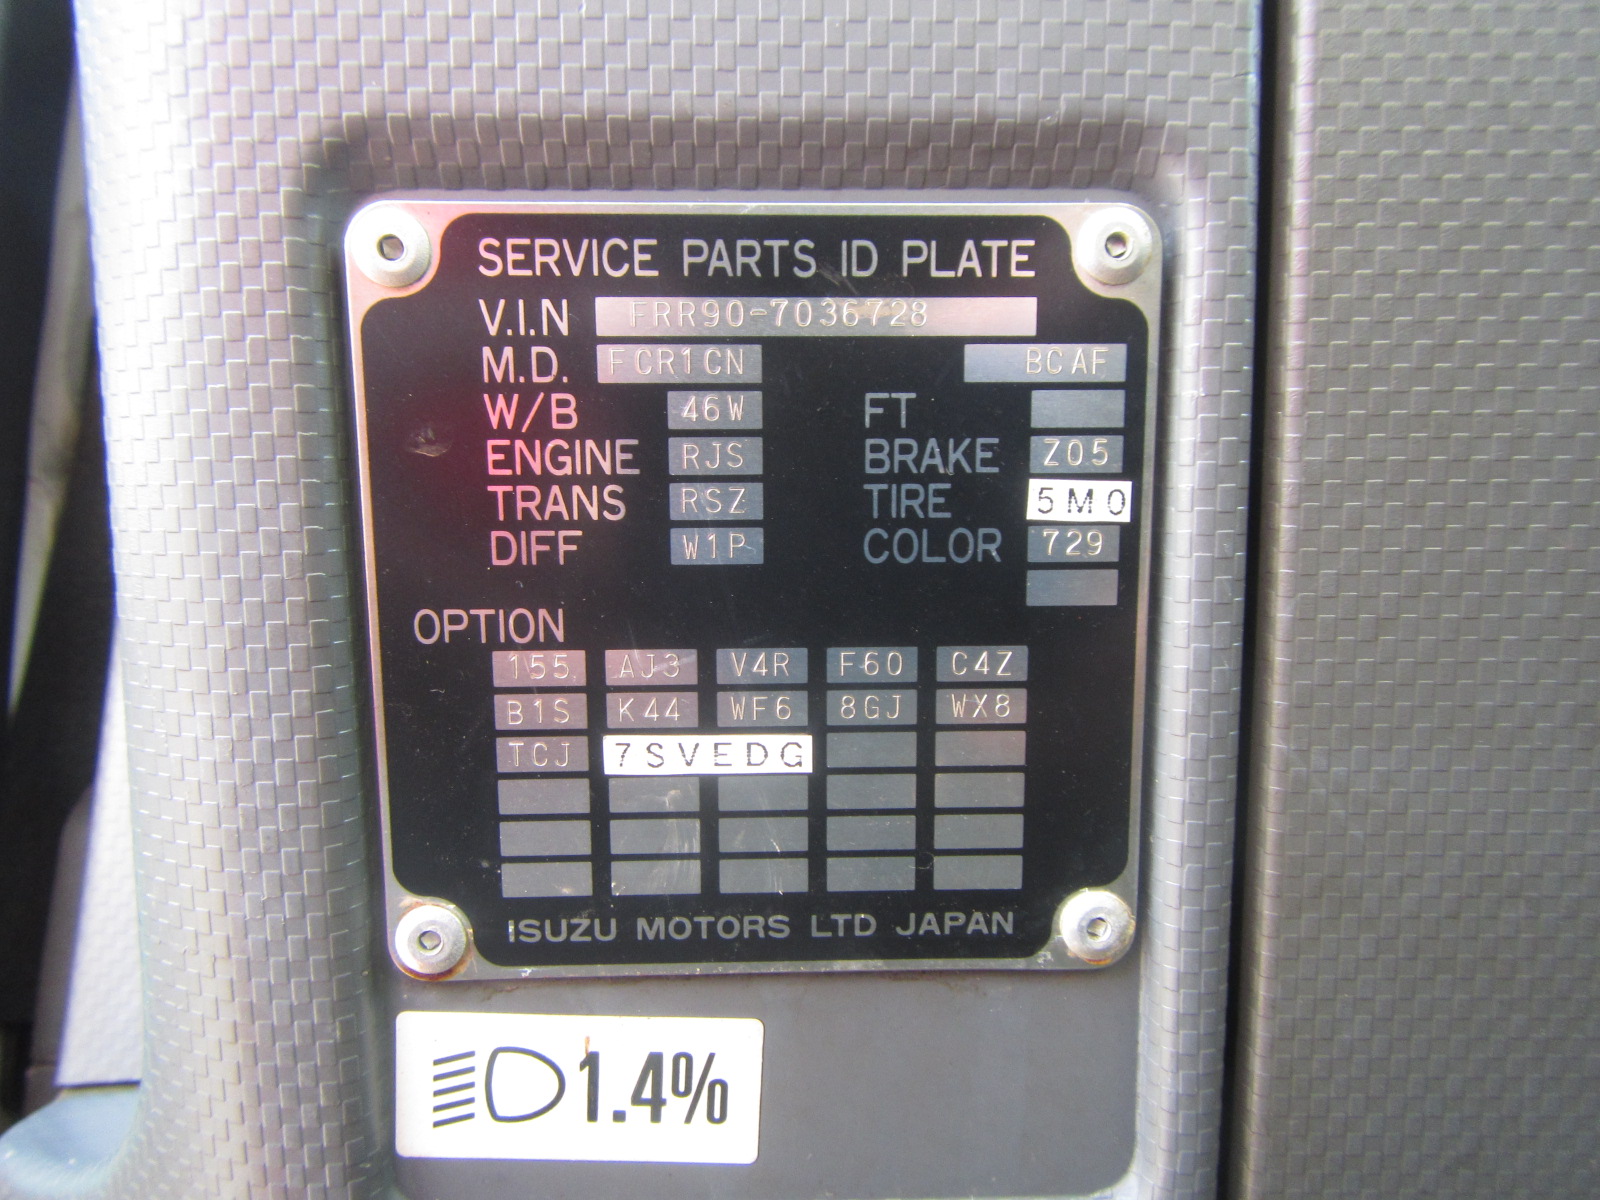 SERVICE PARTS ID PLATE
V.I.N FRR90-7036728
M.D. FCR1CN BCAF
W/B 46W FT
ENGINE RJS BRAKE Z05
TRANS RSZ TIRE 5M0
DIFF W1P COLOR 729
OPTION
155 AJ3 V4R F60 C4Z
B1S K44 WF6 8GJ WX8
TCJ 7SVEDG
ISUZU MOTORS LTD JAPAN
1.4%